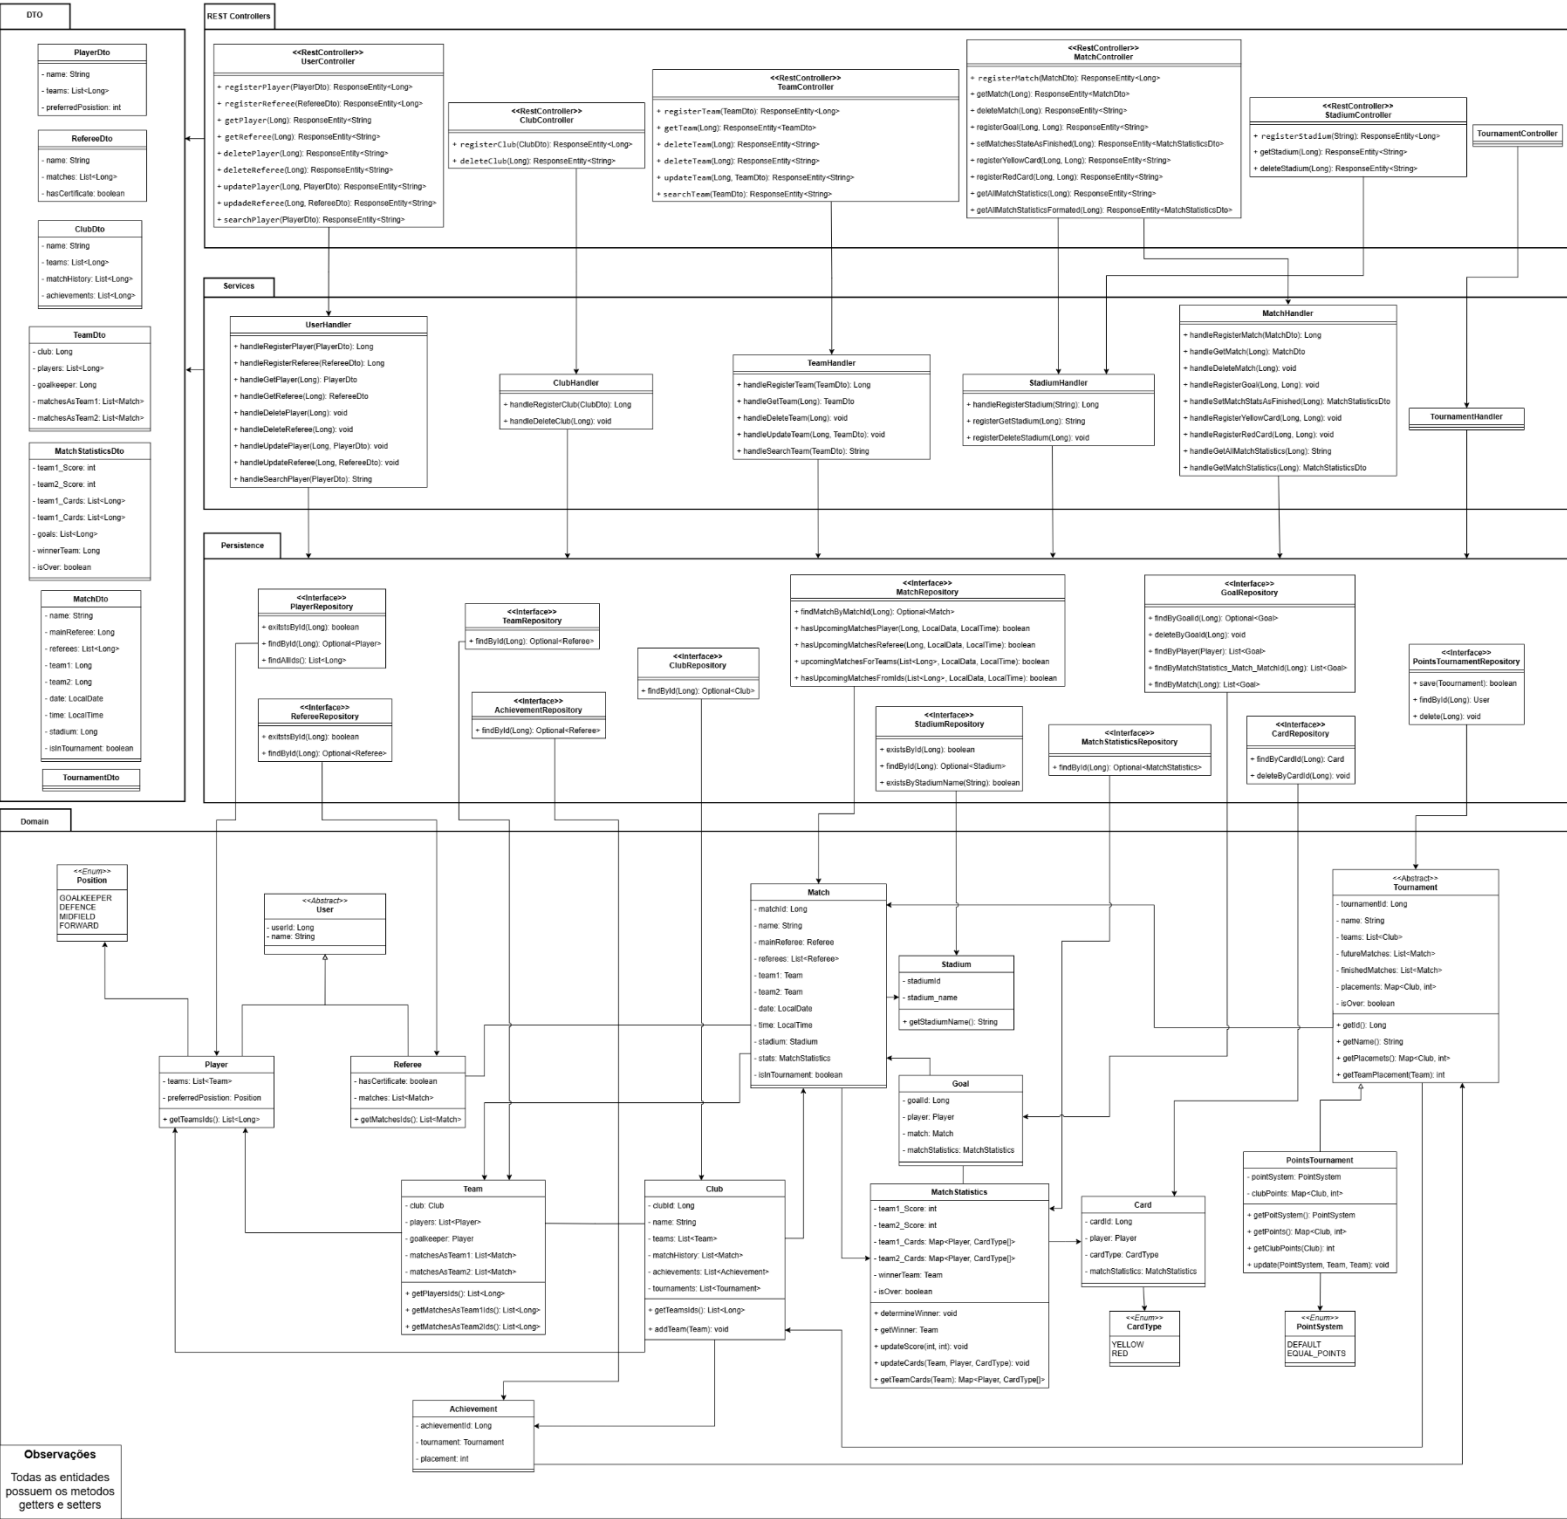 DTO
PlayerDto
- name: String
- teams: List<Long>
- preferredPosistion: int
RefereeDto
- name: String
- matches: List<Long>
- hasCertificate: boolean
ClubDto
- name: String
- teams: List<Long>
- matchHistory: List<Long>
- achievements: List<Long>
TeamDto
- club: Long
- players: List<Long>
- goalkeeper: Long
- matchesAsTeam1: List<Match>
- matchesAsTeam2: List<Match>
MatchStatisticsDto
- team1_Score: int
- team2_Score: int
- team1_Cards: List<Long>
- team1_Cards: List<Long>
- goals: List<Long>
- winnerTeam: Long
- isOver: boolean
MatchDto
- name: String
- mainReferee: Long
- referees: List<Long>
- team1: Long
- team2: Long
- date: LocalDate
- time: LocalTime
- stadium: Long
- isInTournament: boolean
TournamentDto
REST Controllers
<<RestController>>
UserController
+ registerPlayer(PlayerDto): ResponseEntity<Long>
+ registerReferee(RefereeDto): ResponseEntity<Long>
+ getPlayer(Long): ResponseEntity<String
+ getReferee(Long): ResponseEntity<String>
+ deletePlayer(Long): ResponseEntity<String>
+ deleteReferee(Long): ResponseEntity<String>
+ updatePlayer(Long, PlayerDto): ResponseEntity<String>
+ updadeReferee(Long, RefereeDto): ResponseEntity<String>
+ searchPlayer(PlayerDto): ResponseEntity<String>
<<RestController>>
ClubController
+ registerClub(ClubDto): ResponseEntity<Long>
+ deleteClub(Long): ResponseEntity<String>
<<RestController>>
TeamController
+ registerTeam(TeamDto): ResponseEntity<Long>
+ getTeam(Long): ResponseEntity<TeamDto>
+ deleteTeam(Long): ResponseEntity<String>
+ deleteTeam(Long): ResponseEntity<String>
+ updateTeam(Long, TeamDto): ResponseEntity<String>
+ searchTeam(TeamDto): ResponseEntity<String>
<<RestController>>
MatchController
+ registerMatch(MatchDto): ResponseEntity<Long>
+ getMatch(Long): ResponseEntity<MatchDto>
+ deleteMatch(Long): ResponseEntity<String>
+ registerGoal(Long, Long): ResponseEntity<String>
+ setMatchesStateAsFinished(Long): ResponseEntity<MatchStatisticsDto>
+ registerYellowCard(Long, Long): ResponseEntity<String>
+ registerRedCard(Long, Long): ResponseEntity<String>
+ getAllMatchStatistics(Long): ResponseEntity<String>
+ getAllMatchStatisticsFormated(Long): ResponseEntity<MatchStatisticsDto>
<<RestController>>
StadiumController
+ registerStadium(String): ResponseEntity<Long>
+ getStadium(Long): ResponseEntity<String>
+ deleteStadium(Long): ResponseEntity<String>
TournamentController
Services
UserHandler
+ handleRegisterPlayer(PlayerDto): Long
+ handleRegisterReferee(RefereeDto): Long
+ handleGetPlayer(Long): PlayerDto
+ handleGetReferee(Long): RefereeDto
+ handleDeletePlayer(Long): void
+ handleDeleteReferee(Long): void
+ handleUpdatePlayer(Long, PlayerDto): void
+ handleUpdateReferee(Long, RefereeDto): void
+ handleSearchPlayer(PlayerDto): String
ClubHandler
+ handleRegisterClub(ClubDto): Long
+ handleDeleteClub(Long): void
TeamHandler
+ handleRegisterTeam(TeamDto): Long
+ handleGetTeam(Long): TeamDto
+ handleDeleteTeam(Long): void
+ handleUpdateTeam(Long, TeamDto): void
+ handleSearchTeam(TeamDto): String
StadiumHandler
+ handleRegisterStadium(String): Long
+ registerGetStadium(Long): String
+ registerDeleteStadium(Long): void
MatchHandler
+ handleRegisterMatch(MatchDto): Long
+ handleGetMatch(Long): MatchDto
+ handleDeleteMatch(Long): void
+ handleRegisterGoal(Long, Long): void
+ handleSetMatchStatsAsFinished(Long): MatchStatisticsDto
+ handleRegisterYellowCard(Long, Long): void
+ handleRegisterRedCard(Long, Long): void
+ handleGetAllMatchStatistics(Long): String
+ handleGetMatchStatistics(Long): MatchStatisticsDto
TournamentHandler
Persistence
<<Interface>>
PlayerRepository
+ exitstsById(Long): boolean
+ findById(Long): Optional<Player>
+ findAllIds(): List<Long>
<<Interface>>
RefereeRepository
+ exitstsById(Long): boolean
+ findById(Long): Optional<Referee>
<<Interface>>
TeamRepository
+ findById(Long): Optional<Referee>
<<Interface>>
AchievementRepository
+ findById(Long): Optional<Referee>
<<Interface>>
ClubRepository
+ findById(Long): Optional<Club>
<<Interface>>
MatchRepository
+ findMatchByMatchId(Long): Optional<Match>
+ hasUpcomingMatchesPlayer(Long, LocalData, LocalTime): boolean
+ hasUpcomingMatchesReferee(Long, LocalData, LocalTime): boolean
+ upcomingMatchesForTeams(List<Long>, LocalData, LocalTime): boolean
+ hasUpcomingMatchesFromIds(List<Long>, LocalData, LocalTime): boolean
<<Interface>>
StadiumRepository
+ existsById(Long): boolean
+ findById(Long): Optional<Stadium>
+ existsByStadiumName(String): boolean
<<Interface>>
MatchStatisticsRepository
+ findById(Long): Optional<MatchStatistics>
<<Interface>>
GoalRepository
+ findByGoalId(Long): Optional<Goal>
+ deleteByGoaId(Long): void
+ findByPlayer(Player): List<Goal>
+ findByMatchStatistics_Match_MatchId(Long): List<Goal>
+ findByMatch(Long): List<Goal>
<<Interface>>
CardRepository
+ findByCardId(Long): Card
+ deleteByCardId(Long): void
<<Interface>>
PointsTournamentRepository
+ save(Toournament): boolean
+ findById(Long): User
+ delete(Long): void
Domain
<<Enum>>
Position
GOALKEEPER
DEFENCE
MIDFIELD
FORWARD
<<Abstract>>
User
- userId: Long
- name: String
Player
- teams: List<Team>
- preferredPosistion: Position
+ getTeamsIds(): List<Long>
Referee
- hasCertificate: boolean
- matches: List<Match>
+ getMatchesIds(): List<Match>
Match
- matchId: Long
- name: String
- mainReferee: Referee
- referees: List<Referee>
- team1: Team
- team2: Team
- date: LocalDate
- time: LocalTime
- stadium: Stadium
- stats: MatchStatistics
- isInTournament: boolean
Stadium
- stadiumId
- stadium_name
+ getStadiumName(): String
Goal
- goalId: Long
- player: Player
- match: Match
- matchStatistics: MatchStatistics
<<Abstract>>
Tournament
- tournamentId: Long
- name: String
- teams: List<Club>
- futureMatches: List<Match>
- finishedMatches: List<Match>
- placements: Map<Club, int>
- isOver: boolean
+ getId(): Long
+ getName(): String
+ getPlacemets(): Map<Club, int>
+ getTeamPlacement(Team): int
Team
- club: Club
- players: List<Player>
- goalkeeper: Player
- matchesAsTeam1: List<Match>
- matchesAsTeam2: List<Match>
+ getPlayersIds(): List<Long>
+ getMatchesAsTeam1Ids(): List<Long>
+ getMatchesAsTeam2Ids(): List<Long>
Club
- clubId: Long
- name: String
- teams: List<Team>
- matchHistory: List<Match>
- achievements: List<Achievement>
- tournaments: List<Tournament>
+ getTeamsIds(): List<Long>
+ addTeam(Team): void
MatchStatistics
- team1_Score: int
- team2_Score: int
- team1_Cards: Map<Player, CardType[]>
- team2_Cards: Map<Player, CardType[]>
- winnerTeam: Team
- isOver: boolean
+ determineWinner: void
+ getWinner: Team
+ updateScore(int, int): void
+ updateCards(Team, Player, CardType): void
+ getTeamCards(Team): Map<Player, CardType[]>
Card
- cardId: Long
- player: Player
- cardType: CardType
- matchStatistics: MatchStatistics
<<Enum>>
CardType
YELLOW
RED
PointsTournament
- pointSystem: PointSystem
- clubPoints: Map<Club, int>
+ getPoitSystem(): PointSystem
+ getPoints(): Map<Club, int>
+ getClubPoints(Club): int
+ update(PointSystem, Team, Team): void
<<Enum>>
PointSystem
DEFAULT
EQUAL_POINTS
Achievement
- achievementId: Long
- tournament: Tournament
- placement: int
Observações
Todas as entidades
possuem os metodos
getters e setters